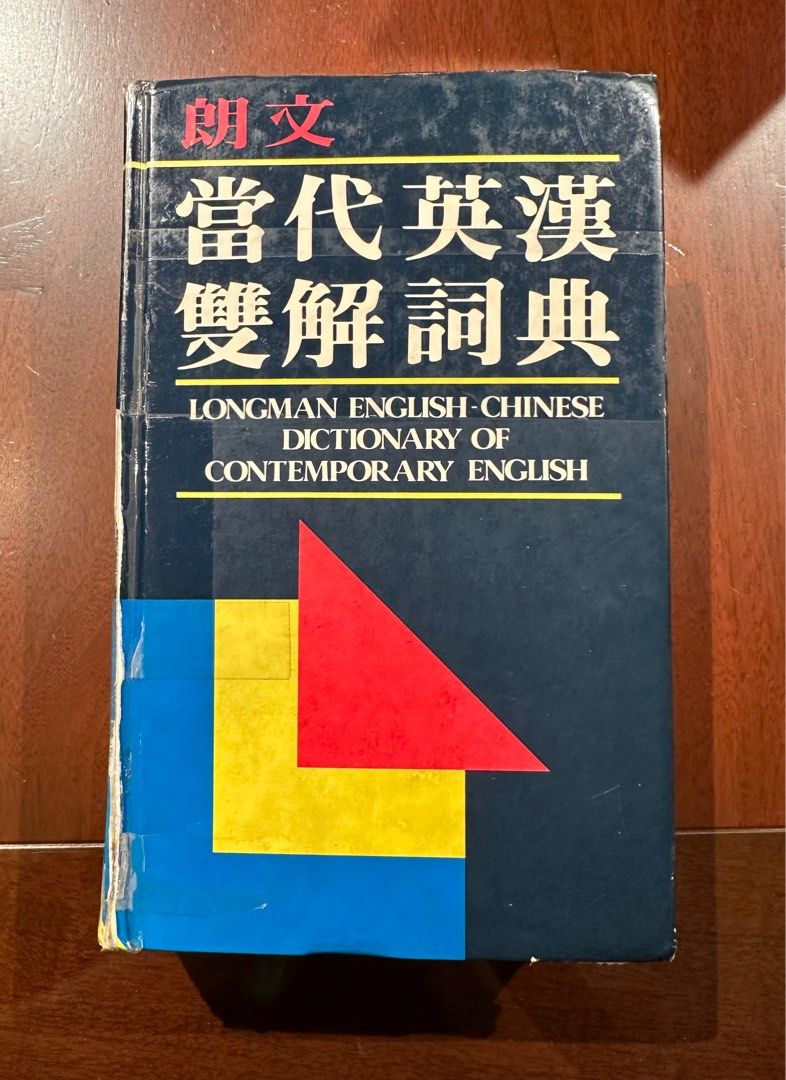 朗文
當代英漢
雙解詞典
LONGMAN ENGLISH-CHINESE
DICTIONARY OF
CONTEMPORARY ENGLISH